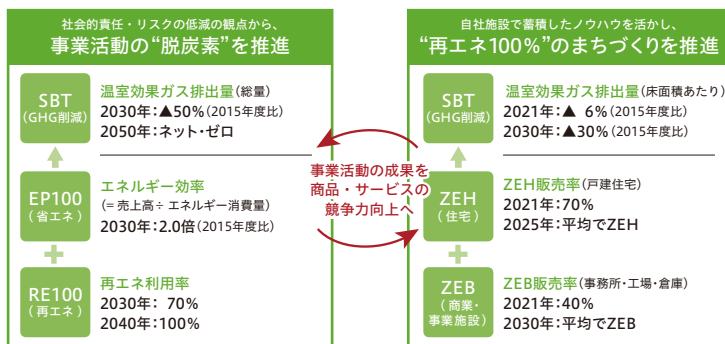 社会的責任・リスクの低減の観点から、
事業活動の“脱炭素”を推進
SBT
(GHG削減)
温室効果ガス排出量(総量)
2030年:▲50%(2015年度比)
2050年:ネット・ゼロ
EP100
(省エネ)
エネルギー効率
(=売上高÷エネルギー消費量)
2030年:2.0倍(2015年度比)
RE100
(再エネ)
再エネ利用率
2030年: 70%
2040年:100%
事業活動の成果を
商品・サービスの
競争力向上へ
自社施設で蓄積したノウハウを活かし、
“再エネ100%”のまちづくりを推進
SBT
(GHG削減)
温室効果ガス排出量(床面積あたり)
2021年:▲ 6%(2015年度比)
2030年:▲30%(2015年度比)
ZEH
(住宅)
ZEH販売率(戸建住宅)
2021年:70%
2025年:平均でZEH
ZEB
(商業・
事業施設)
ZEB販売率(事務所・工場・倉庫)
2021年:40%
2030年:平均でZEB